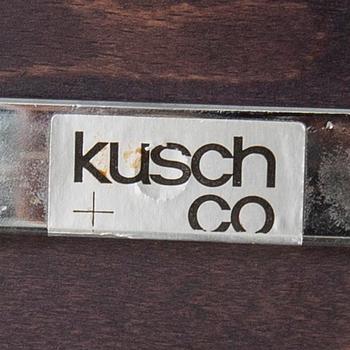 kusch
+ co